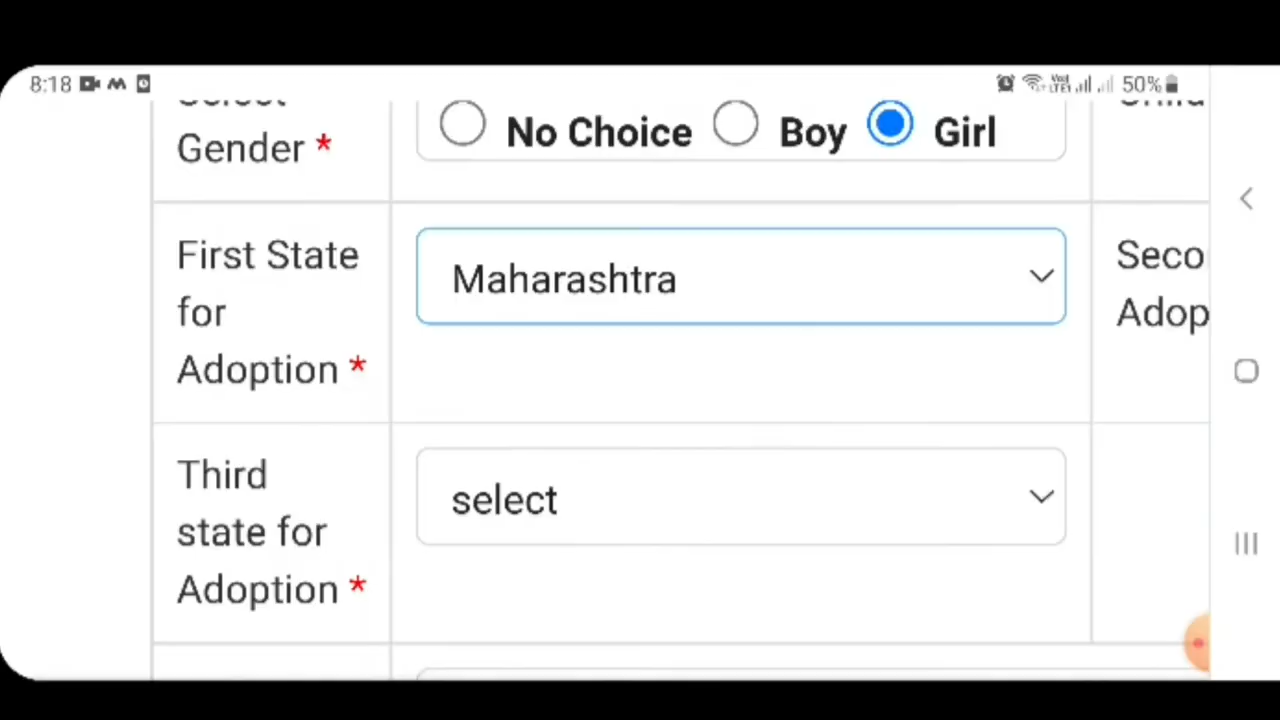 8:18
50%
Select
Gender *
No Choice Boy Girl
First State
for
Adoption *
Maharashtra
Seco
Adop
Third
state for
Adoption *
select